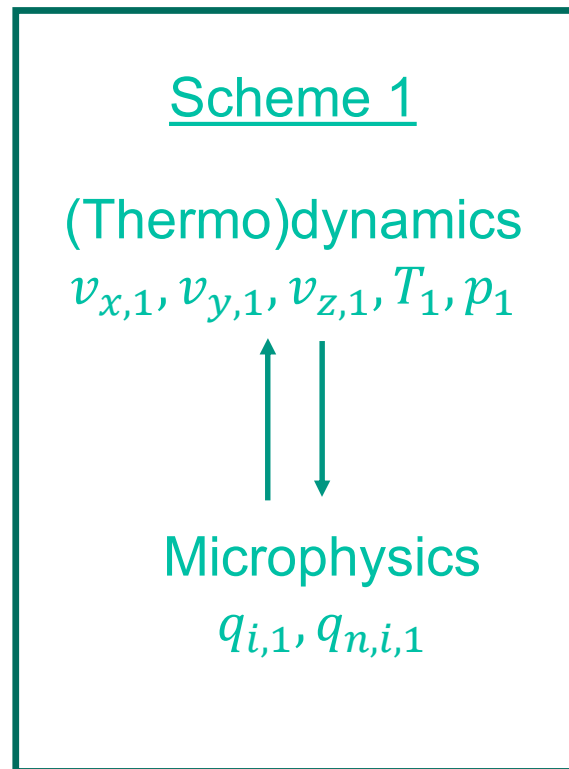 Scheme 1
(Thermo)dynamics
$v_{x,1}, v_{y,1}, v_{z,1}, T_1, p_1$
Microphysics
$q_{i,1}, q_{n,i,1}$